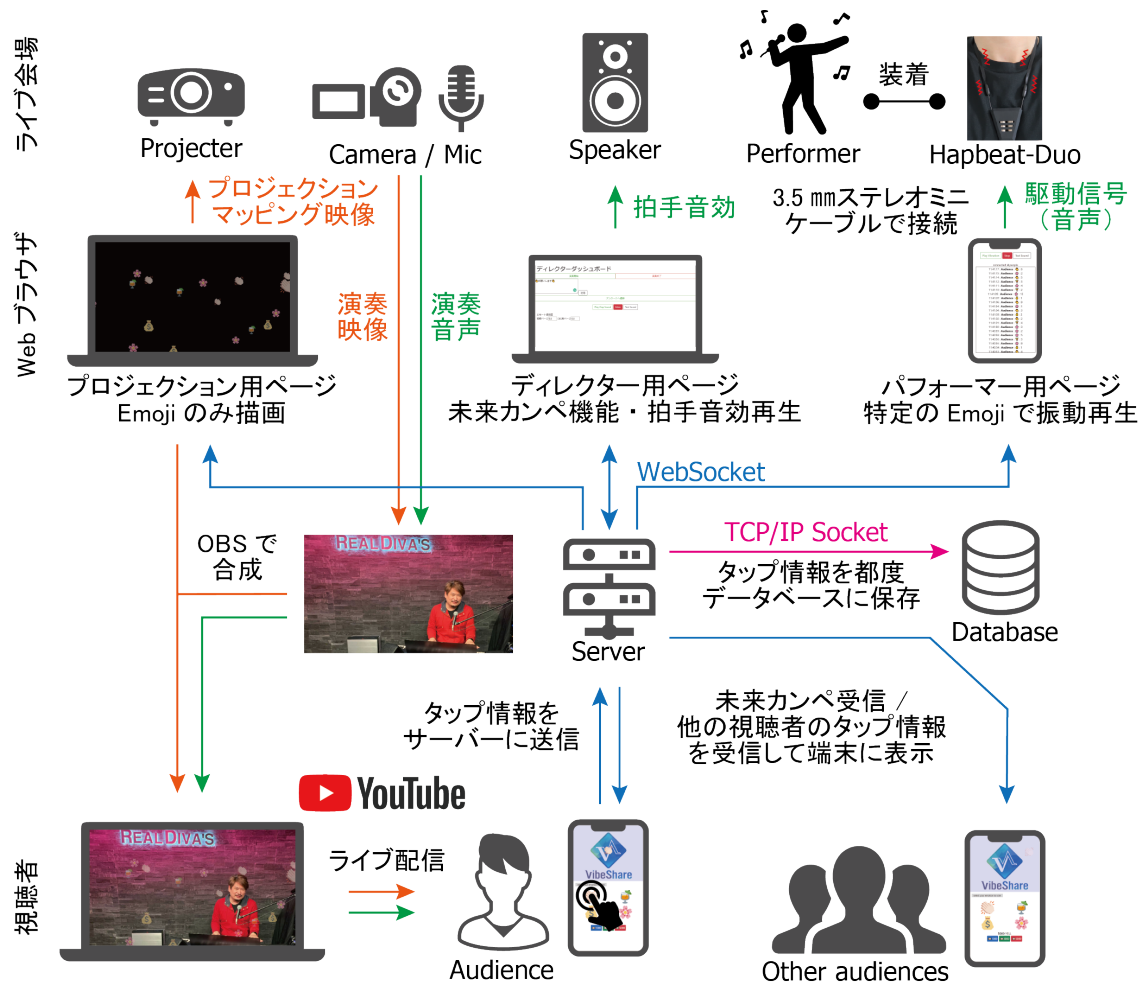 ライブ会場
Projecter
Camera / Mic
Speaker
Performer
装着
Hapbeat-Duo
プロジェクション
マッピング映像
拍手音効
3.5 ㎜ステレオミニ
ケーブルで接続
駆動信号
（音声）
Web ブラウザ
演奏
映像
演奏
音声
ディレクターダッシュボード
プロジェクション用ページ
Emoji のみ描画
ディレクター用ページ
未来カンペ機能・拍手音効再生
パフォーマー用ページ
特定の Emoji で振動再生
WebSocket
OBS で
合成
REALDIVA'S
Server
TCP/IP Socket
タップ情報を都度
データベースに保存
Database
タップ情報を
サーバーに送信
未来カンペ受信 /
他の視聴者のタップ情報
を受信して端末に表示
YouTube
視聴者
REALDIVA'S
ライブ配信
Audience
VibeShare
Other audiences
VibeShare